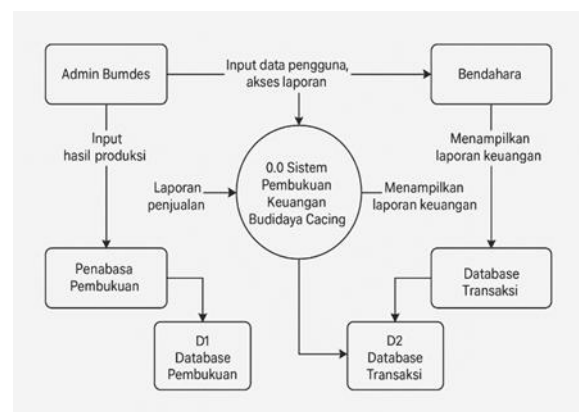 Admin Bumdes
Input data pengguna,
akses laporan
Bendahara
Input
hasil produksi
Menampilkan
laporan keuangan
0.0 Sistem
Pembukuan
Keuangan
Budidaya Cacing
Laporan
penjualan
Menampilkan
laporan keuangan
Penabasa
Pembukuan
Database
Transaksi
D1
Database
Pembukuan
D2
Database
Transaksi